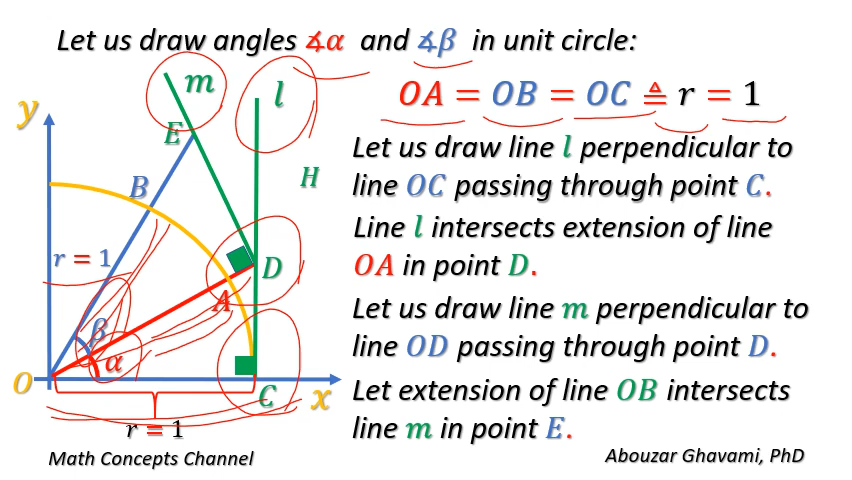 Let us draw angles ∡α and ∡β in unit circle:
OA = OB = OC ≜ r = 1
m
l
y
E
Let us draw line l perpendicular to
line OC passing through point C.
H
B
Line l intersects extension of line
OA in point D.
r = 1
D
A
Let us draw line m perpendicular to
line OD passing through point D.
β
α
O
C
x
Let extension of line OB intersects
line m in point E.
r = 1
Math Concepts Channel
Abouzar Ghavami, PhD